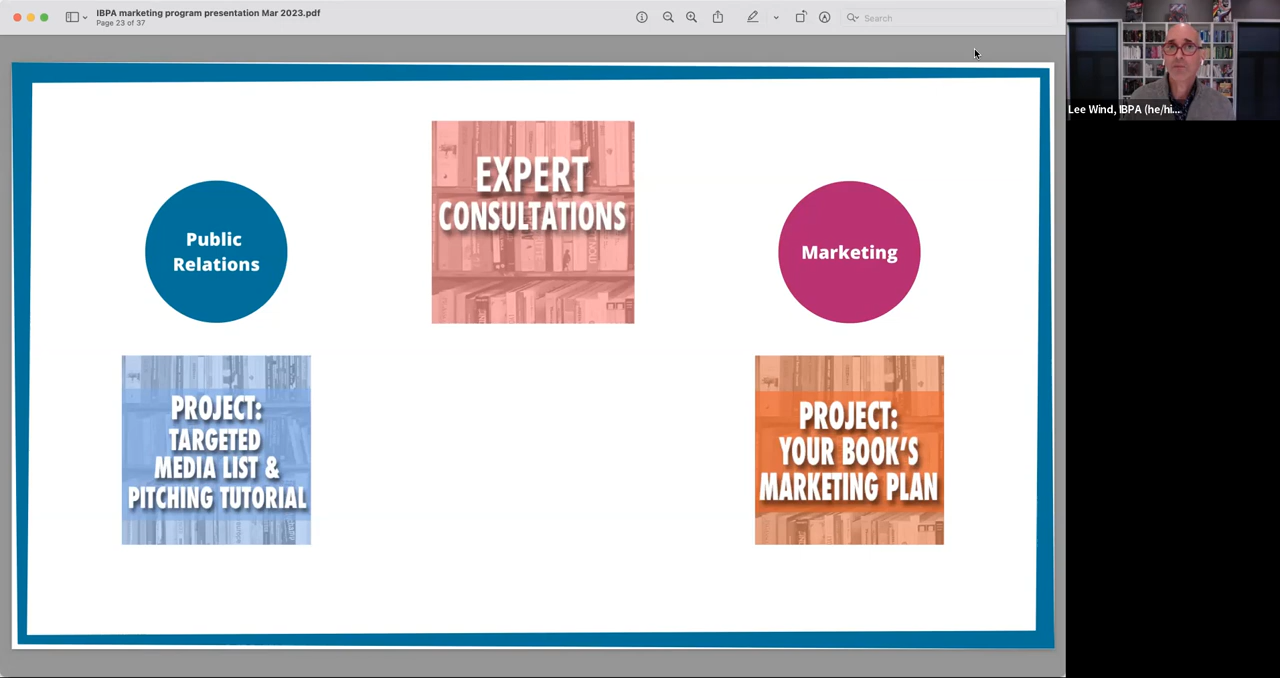 IBPA marketing program presentation Mar 2023.pdf
Page 23 of 37
Search
Lee Wind, IBPA (he/hi...
EXPERT
CONSULTATIONS
Public
Relations
Marketing
PROJECT:
TARGETED
MEDIA LIST &
PITCHING TUTORIAL
PROJECT:
YOUR BOOK'S
MARKETING PLAN